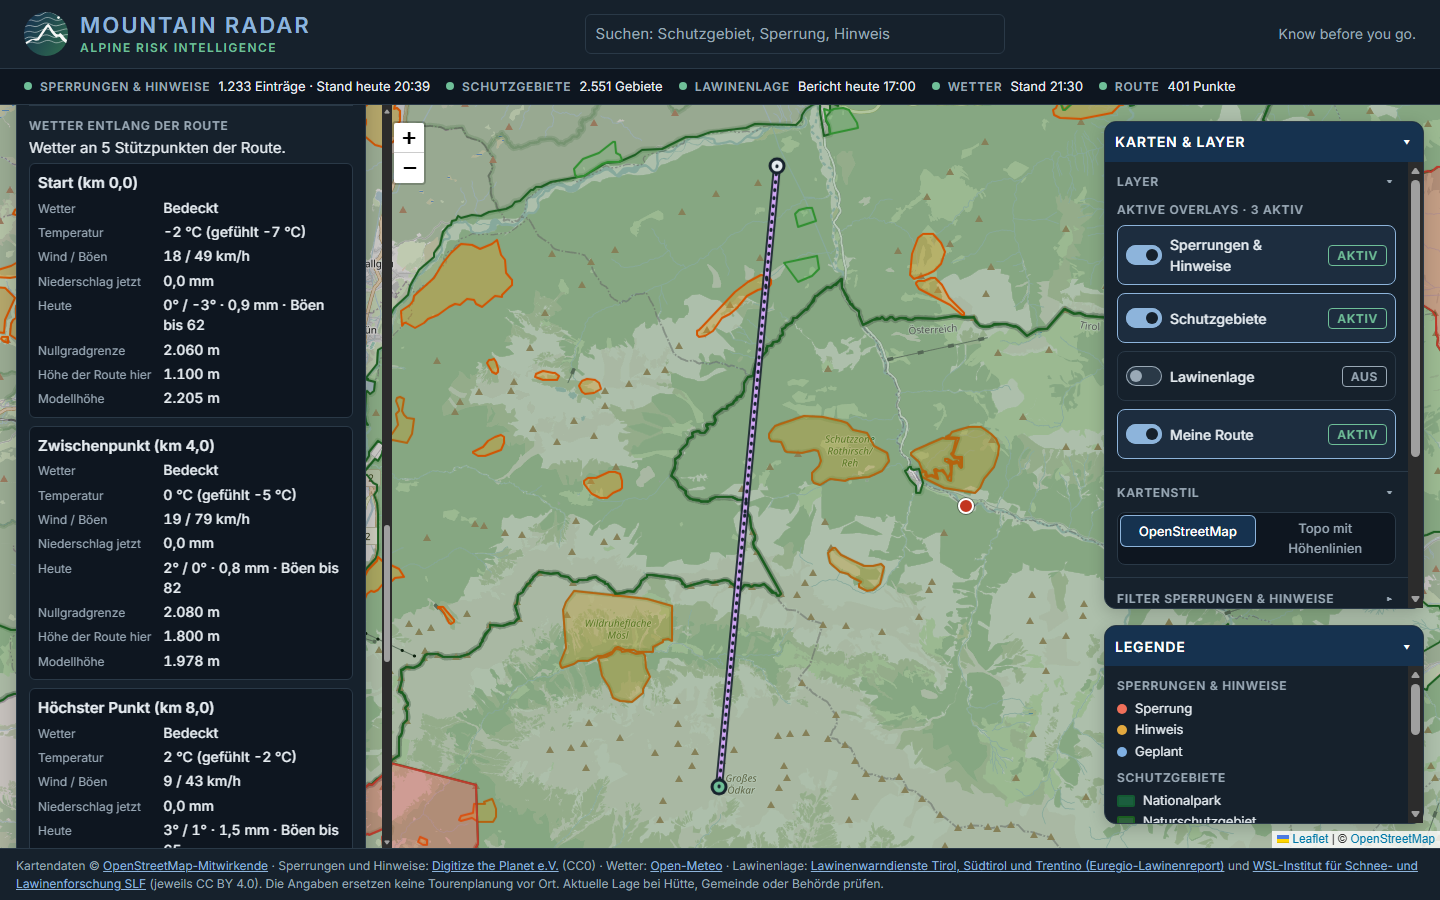 MOUNTAIN RADAR
ALPINE RISK INTELLIGENCE
Suchen: Schutzgebiet, Sperrung, Hinweis
Know before you go.
SPERRUNGEN & HINWEISE 1.233 Einträge · Stand heute 20:39
SCHUTZGEBIETE 2.551 Gebiete
LAWINENLAGE Bericht heute 17:00
WETTER Stand 21:30
ROUTE 401 Punkte
WETTER ENTLANG DER ROUTE
Wetter an 5 Stützpunkten der Route.
Start (km 0,0)
Wetter Bedeckt
Temperatur -2 °C (gefühlt -7 °C)
Wind / Böen 18 / 49 km/h
Niederschlag jetzt 0,0 mm
Heute 0° / -3° · 0,9 mm · Böen
bis 62
Nullgradgrenze 2.060 m
Höhe der Route hier 1.100 m
Modellhöhe 2.205 m
Zwischenpunkt (km 4,0)
Wetter Bedeckt
Temperatur 0 °C (gefühlt -5 °C)
Wind / Böen 19 / 79 km/h
Niederschlag jetzt 0,0 mm
Heute 2° / 0° · 0,8 mm · Böen bis
82
Nullgradgrenze 2.080 m
Höhe der Route hier 1.800 m
Modellhöhe 1.978 m
Höchster Punkt (km 8,0)
Wetter Bedeckt
Temperatur 2 °C (gefühlt -2 °C)
Wind / Böen 9 / 43 km/h
Niederschlag jetzt 0,0 mm
Heute 3° / 1° · 1,5 mm · Böen bis
+
−
Österreich
Tirol
Schutzzone
Rothirsch/
Reh
Wildruhefläche
Mosl
Großes
Ödkar
KARTEN & LAYER
LAYER
AKTIVE OVERLAYS · 3 AKTIV
Sperrungen &
Hinweise
AKTIV
Schutzgebiete AKTIV
Lawinenlage AUS
Meine Route AKTIV
KARTENSTIL
OpenStreetMap
Topo mit
Höhenlinien
FILTER SPERRUNGEN & HINWEISE
LEGENDE
SPERRUNGEN & HINWEISE
Sperrung
Hinweis
Geplant
SCHUTZGEBIETE
Nationalpark
Naturschutzgebiet
Leaflet | © OpenStreetMap
Kartendaten © OpenStreetMap-Mitwirkende · Sperrungen und Hinweise: Digitize the Planet e.V. (CC0) · Wetter: Open-Meteo · Lawinenlage: Lawinenwarndienste Tirol, Südtirol und Trentino (Euregio-Lawinenreport) und WSL-Institut für Schnee- und
Lawinenforschung SLF (jeweils CC BY 4.0). Die Angaben ersetzen keine Tourenplanung vor Ort. Aktuelle Lage bei Hütte, Gemeinde oder Behörde prüfen.